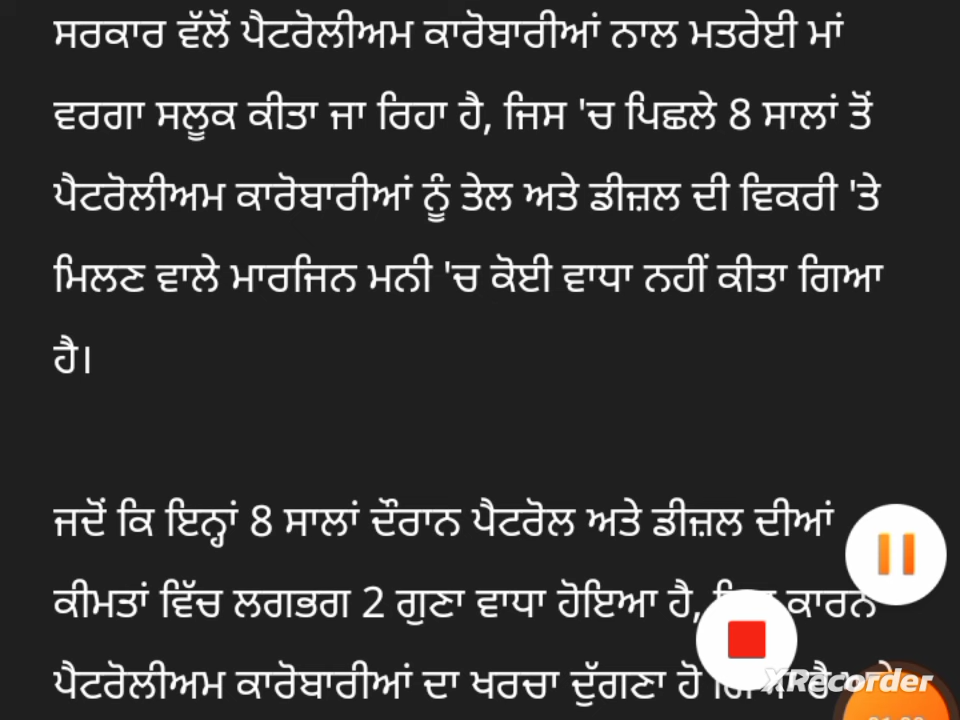 ਸਰਕਾਰ ਵੱਲੋਂ ਪੈਟਰੋਲੀਅਮ ਕਾਰੋਬਾਰੀਆਂ ਨਾਲ ਮਤਰੇਈ ਮਾਂ
ਵਰਗਾ ਸਲੂਕ ਕੀਤਾ ਜਾ ਰਿਹਾ ਹੈ, ਜਿਸ 'ਚ ਪਿਛਲੇ 8 ਸਾਲਾਂ ਤੋਂ
ਪੈਟਰੋਲੀਅਮ ਕਾਰੋਬਾਰੀਆਂ ਨੂੰ ਤੇਲ ਅਤੇ ਡੀਜ਼ਲ ਦੀ ਵਿਕਰੀ 'ਤੇ
ਮਿਲਣ ਵਾਲੇ ਮਾਰਜਿਨ ਮਨੀ 'ਚ ਕੋਈ ਵਾਧਾ ਨਹੀਂ ਕੀਤਾ ਗਿਆ
ਹੈ।
ਜਦੋਂ ਕਿ ਇਨ੍ਹਾਂ 8 ਸਾਲਾਂ ਦੌਰਾਨ ਪੈਟਰੋਲ ਅਤੇ ਡੀਜ਼ਲ ਦੀਆਂ
ਕੀਮਤਾਂ ਵਿੱਚ ਲਗਭਗ 2 ਗੁਣਾ ਵਾਧਾ ਹੋਇਆ ਹੈ, ਕਾਰਨ
ਪੈਟਰੋਲੀਅਮ ਕਾਰੋਬਾਰੀਆਂ ਦਾ ਖਰਚਾ ਦੁੱਗਣਾ ਹੋ
XRecorder